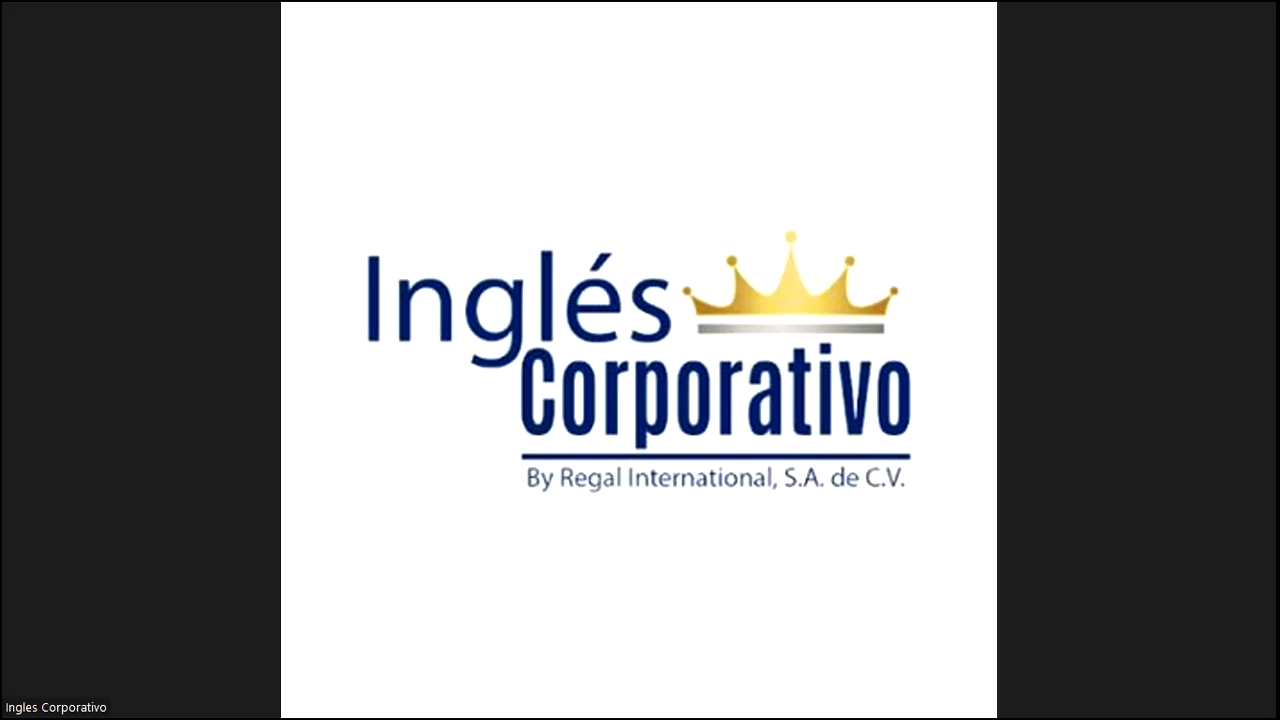 Inglés
Corporativo
By Regal International, S.A. de C.V.
Ingles Corporativo